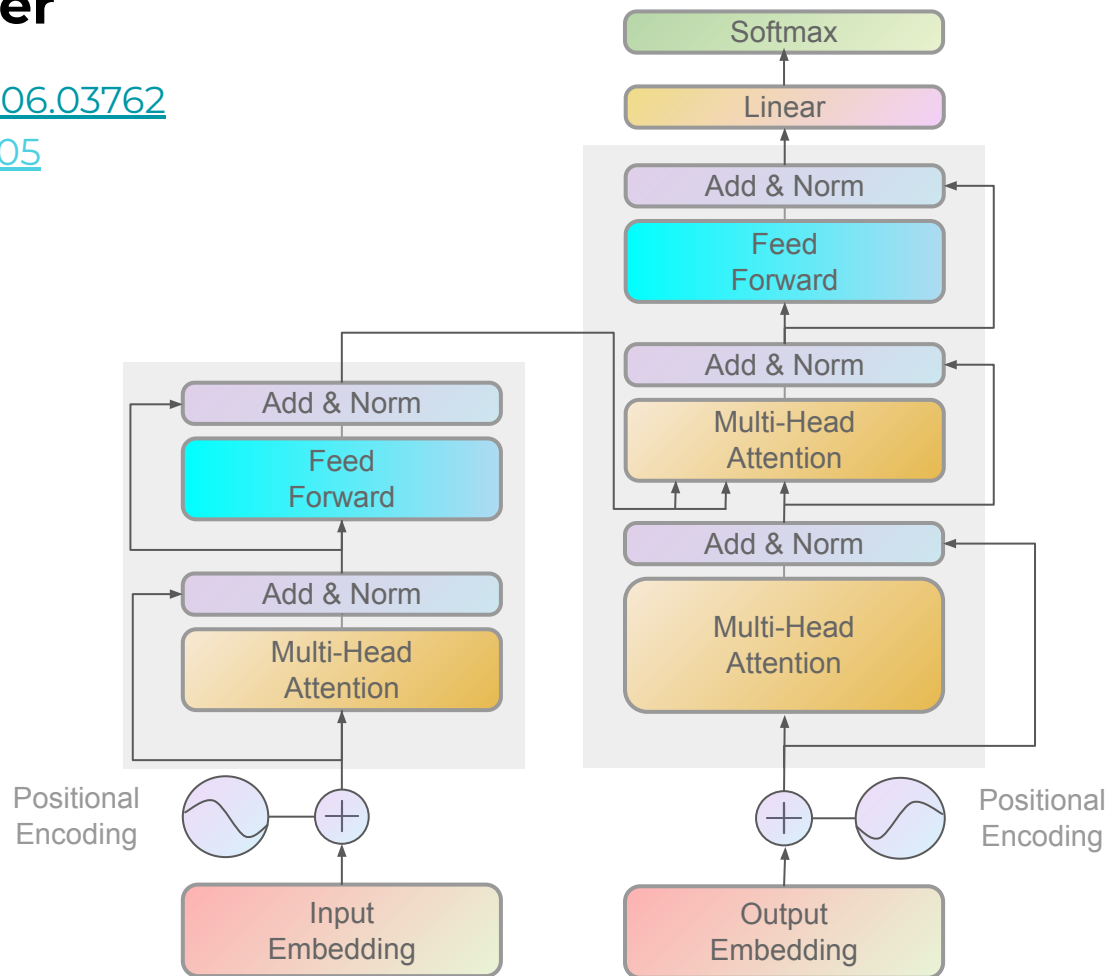 er
06.03762
05
Softmax
Linear
Add & Norm
Feed
Forward
Add & Norm
Multi-Head
Attention
Add & Norm
Multi-Head
Attention
Add & Norm
Feed
Forward
Add & Norm
Multi-Head
Attention
Positional
Encoding
Positional
Encoding
Input
Embedding
Output
Embedding